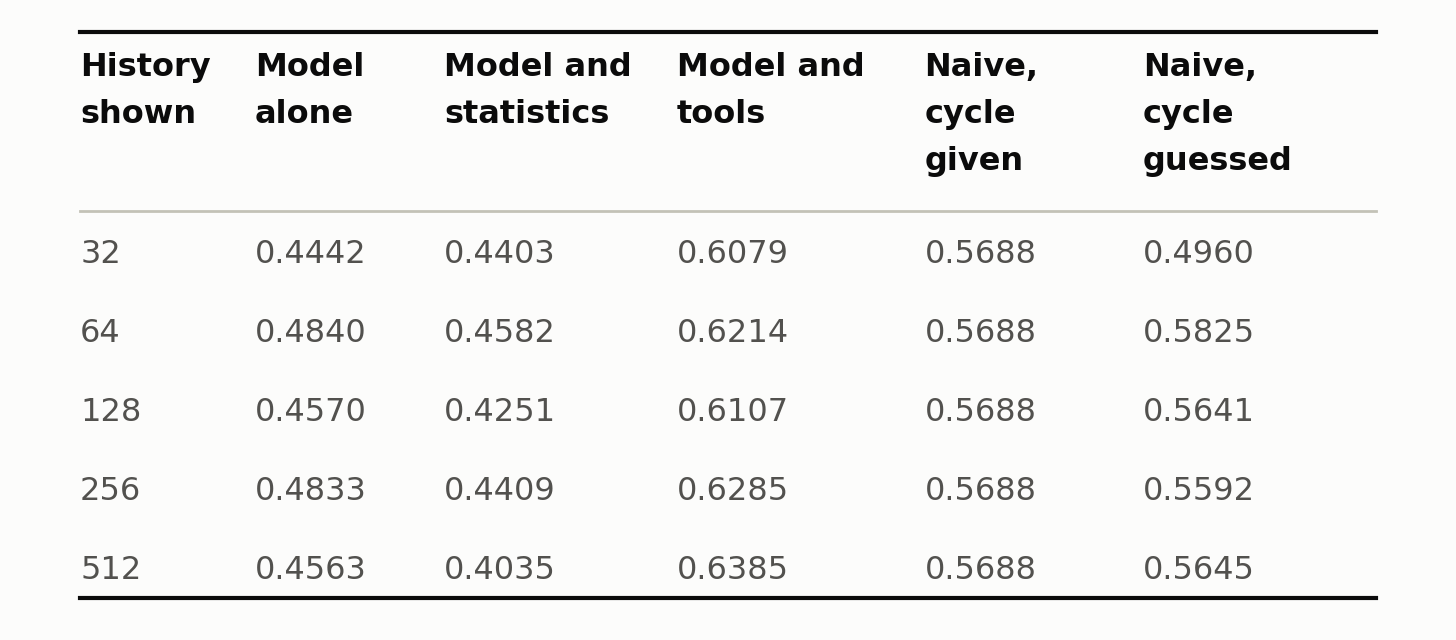 History shown | Model alone | Model and statistics | Model and tools | Naive, cycle given | Naive, cycle guessed
32 0.4442 0.4403 0.6079 0.5688 0.4960
64 0.4840 0.4582 0.6214 0.5688 0.5825
128 0.4570 0.4251 0.6107 0.5688 0.5641
256 0.4833 0.4409 0.6285 0.5688 0.5592
512 0.4563 0.4035 0.6385 0.5688 0.5645